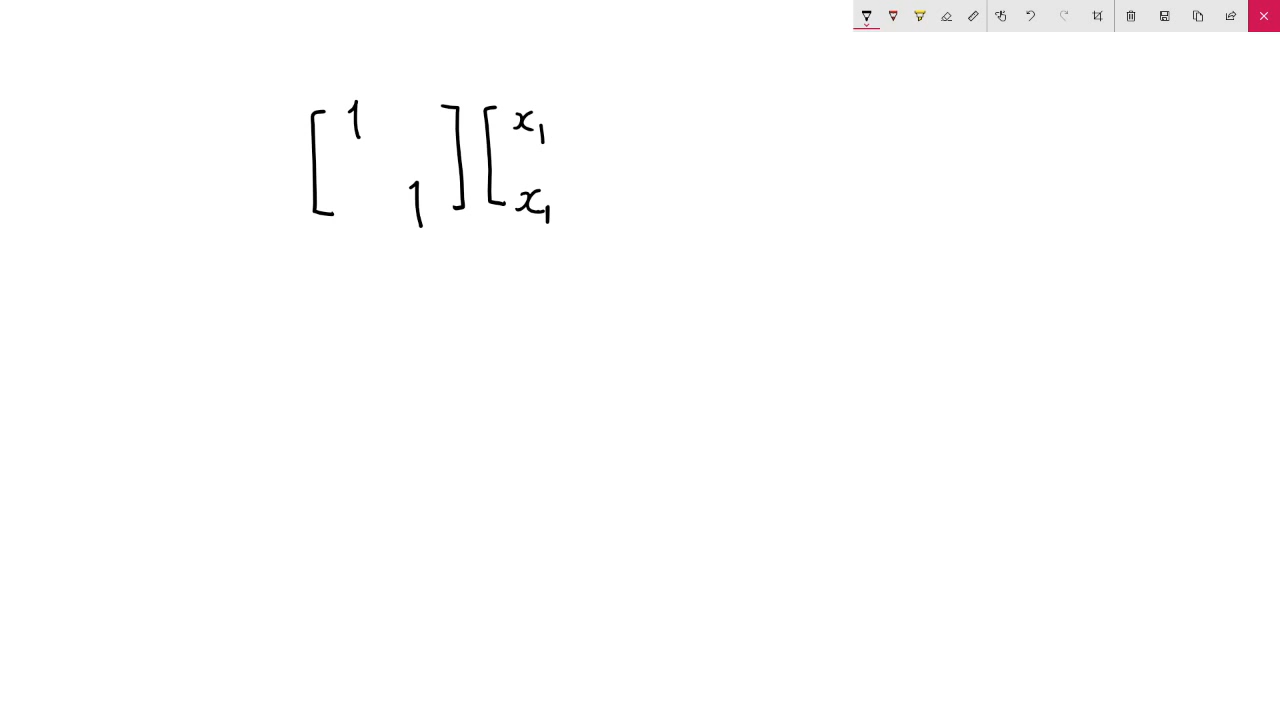 [ 1   ] [ x₁
[   1 ] [ x₁